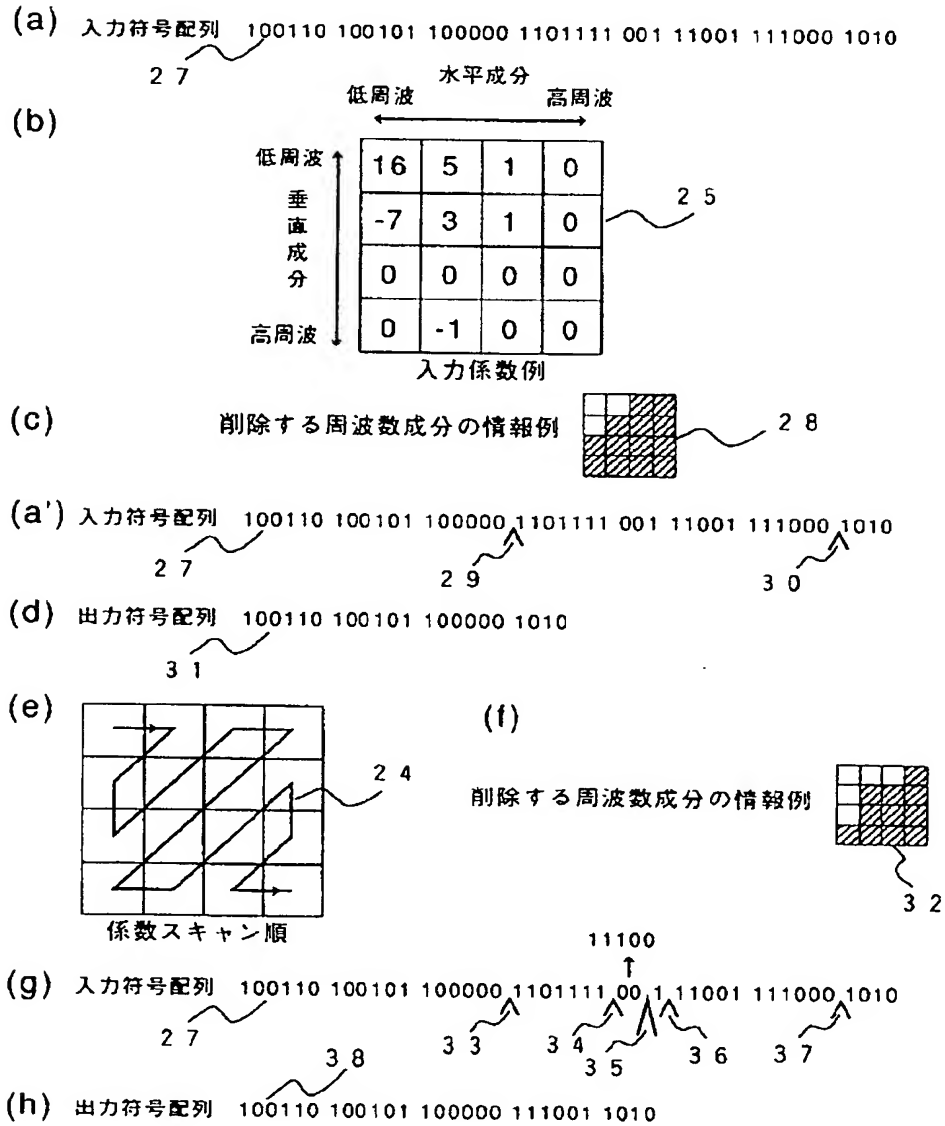 (a) 入力符号配列 100110 100101 100000 1101111 001 11001 111000 1010
27
水平成分
低周波 高周波
(b)
低周波
垂直成分
高周波
16 5 1 0
-7 3 1 0
0 0 0 0
0 -1 0 0
25
入力係数例
(c) 削除する周波数成分の情報例
28
(a') 入力符号配列 100110 100101 100000 1101111 001 11001 111000 1010
27 29 30
(d) 出力符号配列 100110 100101 100000 1010
31
(e)
24
係数スキャン順
(f)
削除する周波数成分の情報例
32
11100
(g) 入力符号配列 100110 100101 100000 1101111 00 1 11001 111000 1010
27 33 34 35 36 37
38
(h) 出力符号配列 100110 100101 100000 111001 1010